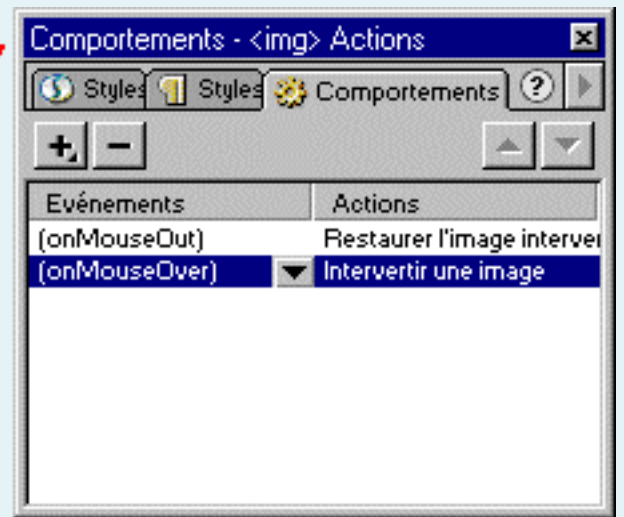 Comportements - <img> Actions
Styles Styles Comportements ?
Evénements Actions
(onMouseOut) Restaurer l'image interver
(onMouseOver) Intervertir une image